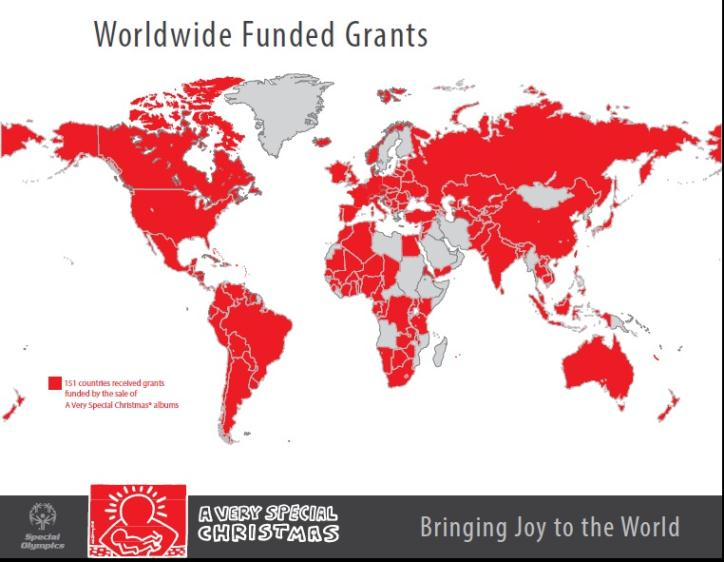 Worldwide Funded Grants
151 countries received grants
funded by the sale of
A Very Special Christmas® albums
Special
Olympics
A VERY SPECIAL
CHRISTMAS
Bringing Joy to the World